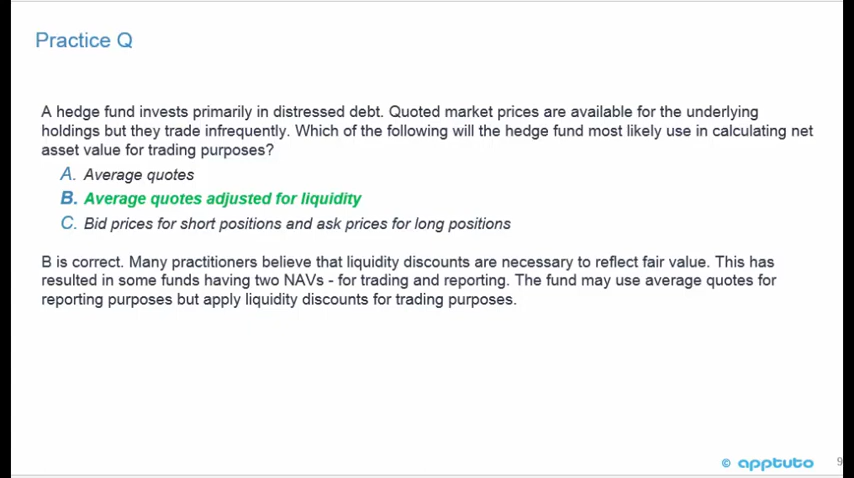 Practice Q
A hedge fund invests primarily in distressed debt. Quoted market prices are available for the underlying
holdings but they trade infrequently. Which of the following will the hedge fund most likely use in calculating net
asset value for trading purposes?
A. Average quotes
B. Average quotes adjusted for liquidity
C. Bid prices for short positions and ask prices for long positions
B is correct. Many practitioners believe that liquidity discounts are necessary to reflect fair value. This has
resulted in some funds having two NAVs - for trading and reporting. The fund may use average quotes for
reporting purposes but apply liquidity discounts for trading purposes.
© apptuto 9